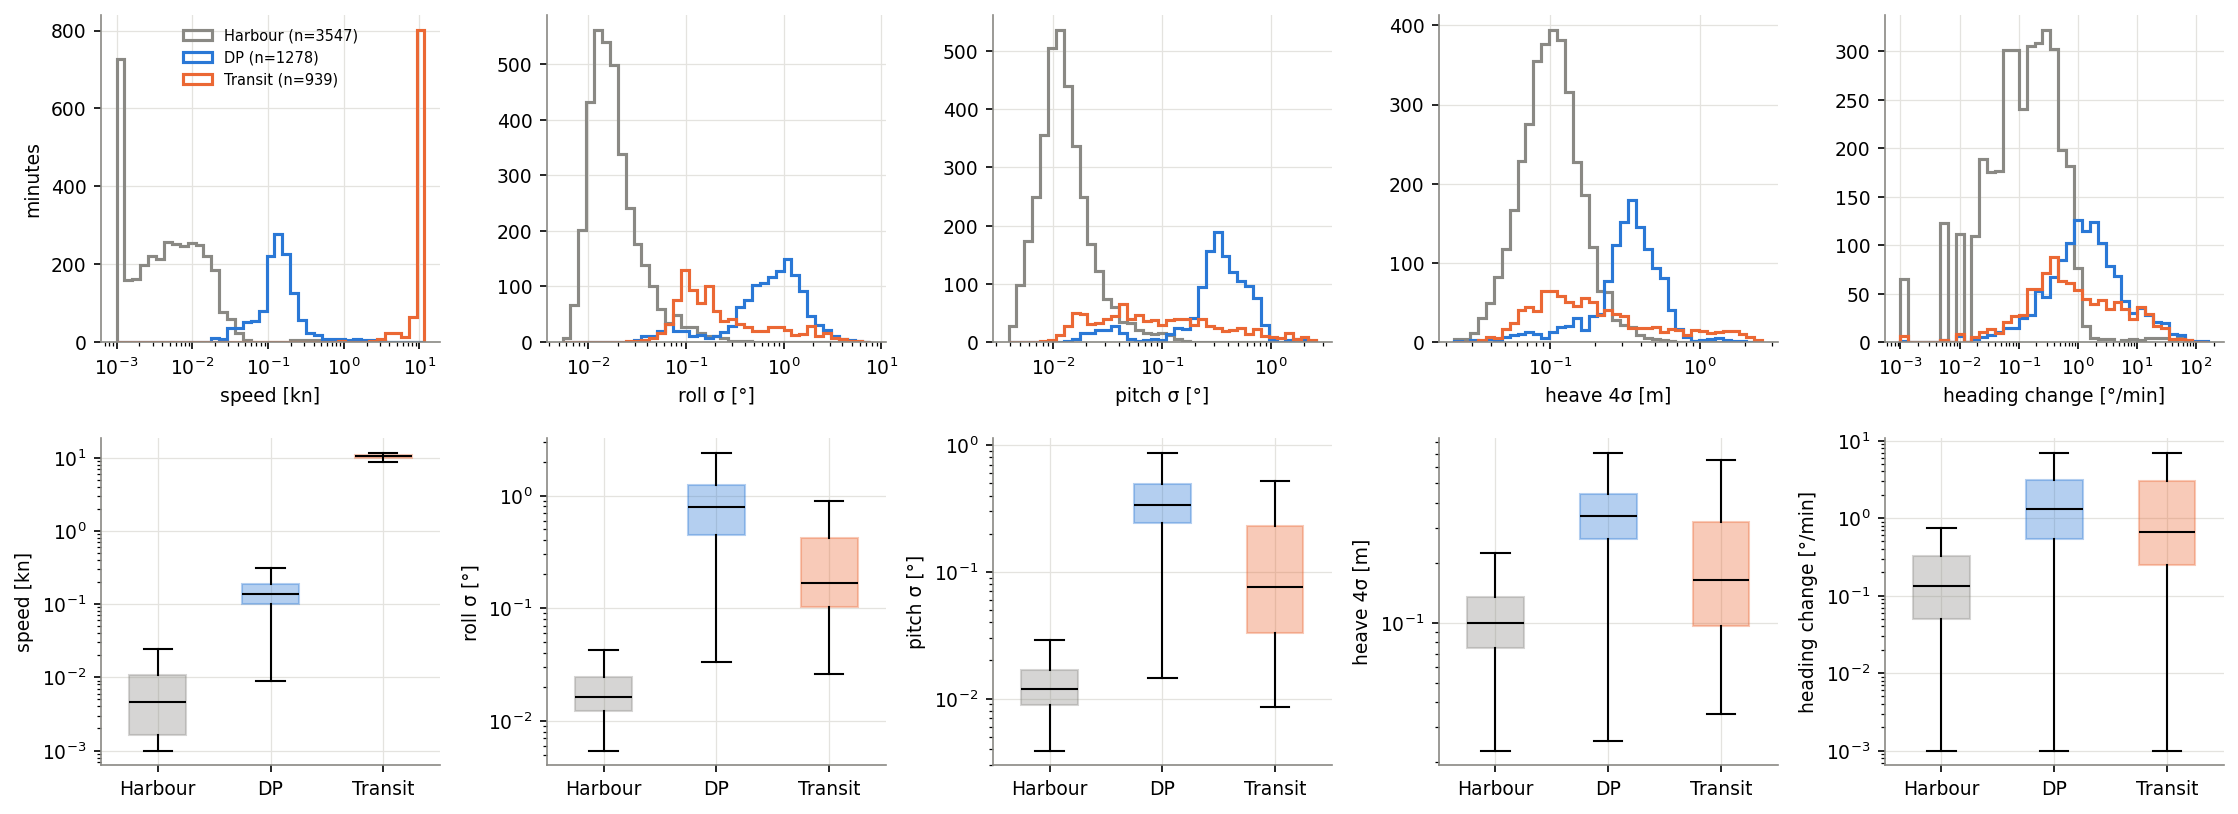 800
600
400
200
0
minutes
Harbour (n=3547)
DP (n=1278)
Transit (n=939)
10⁻³ 10⁻² 10⁻¹ 10⁰ 10¹
speed [kn]
500
400
300
200
100
0
10⁻² 10⁻¹ 10⁰ 10¹
roll σ [°]
500
400
300
200
100
0
10⁻² 10⁻¹ 10⁰
pitch σ [°]
400
300
200
100
0
10⁻¹ 10⁰
heave 4σ [m]
300
250
200
150
100
50
0
10⁻³ 10⁻² 10⁻¹ 10⁰ 10¹ 10²
heading change [°/min]
speed [kn]
10¹
10⁰
10⁻¹
10⁻²
10⁻³
Harbour DP Transit
roll σ [°]
10⁰
10⁻¹
10⁻²
Harbour DP Transit
pitch σ [°]
10⁰
10⁻¹
10⁻²
Harbour DP Transit
heave 4σ [m]
10⁻¹
Harbour DP Transit
heading change [°/min]
10¹
10⁰
10⁻¹
10⁻²
10⁻³
Harbour DP Transit